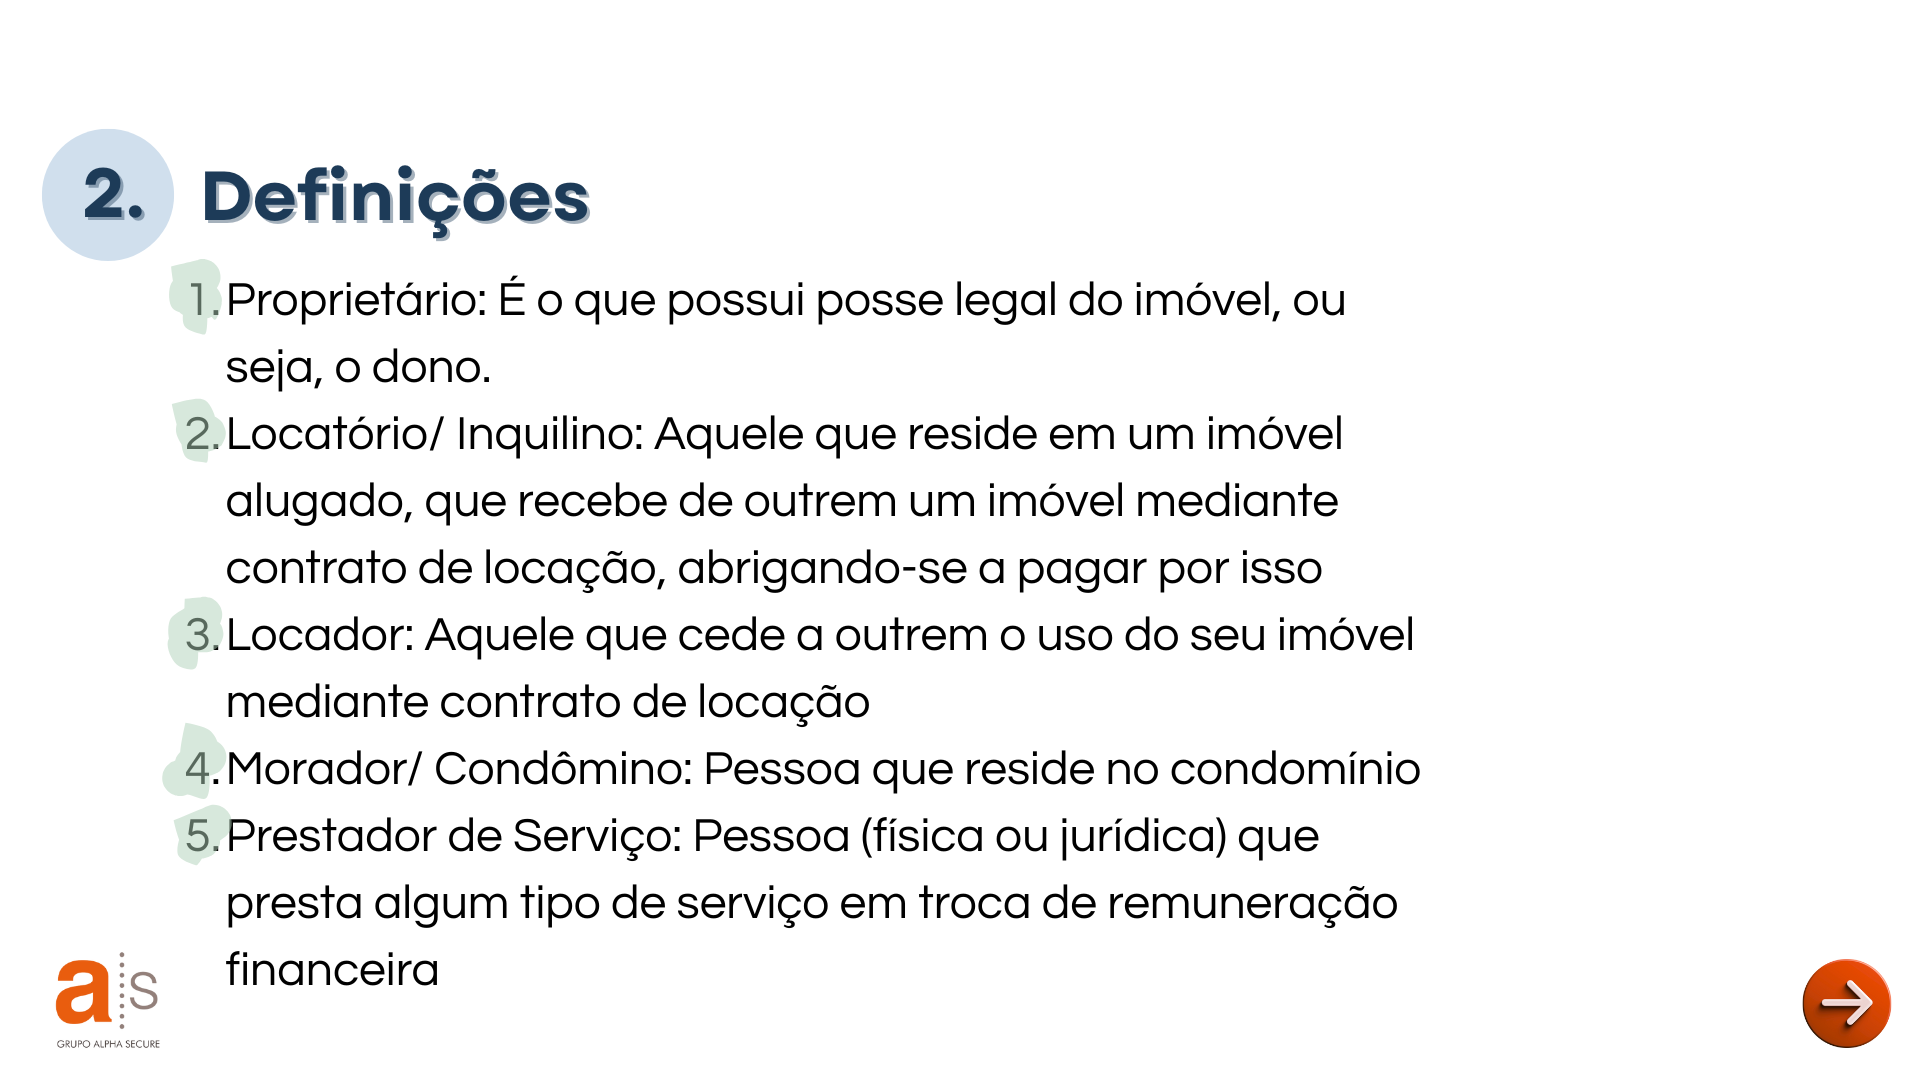 2. Definições
1. Proprietário: É o que possui posse legal do imóvel, ou
seja, o dono.
2. Locatório/ Inquilino: Aquele que reside em um imóvel
alugado, que recebe de outrem um imóvel mediante
contrato de locação, abrigando-se a pagar por isso
3. Locador: Aquele que cede a outrem o uso do seu imóvel
mediante contrato de locação
4. Morador/ Condômino: Pessoa que reside no condomínio
5. Prestador de Serviço: Pessoa (física ou jurídica) que
presta algum tipo de serviço em troca de remuneração
financeira
a s
GRUPO ALPHA SECURE